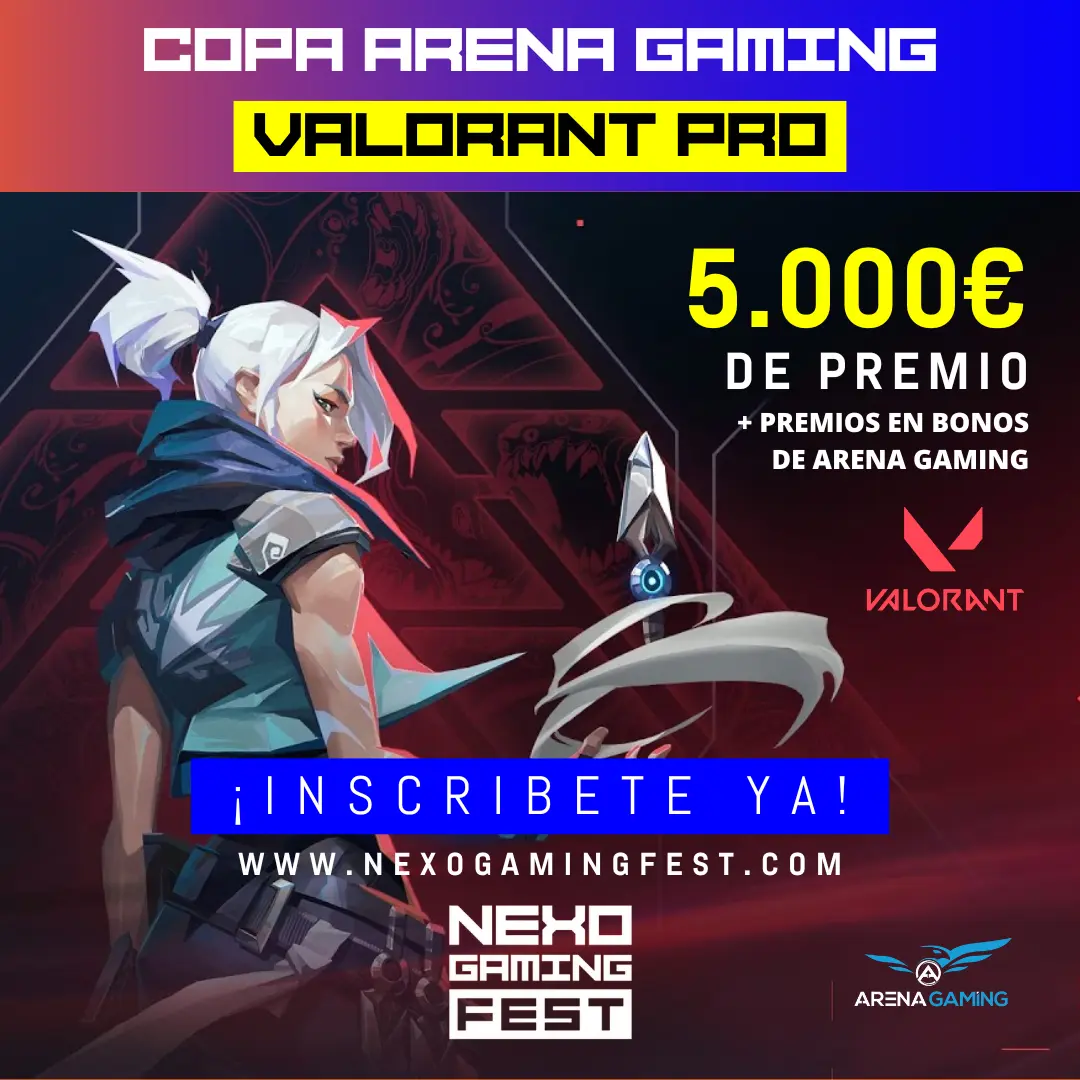 COPA ARENA GAMING
VALORANT PRO
5.000€
DE PREMIO
+ PREMIOS EN BONOS
DE ARENA GAMING
VALORANT
¡INSCRIBETE YA!
WWW.NEXOGAMINGFEST.COM
NEXO
GAMING
FEST
ARENA GAMING